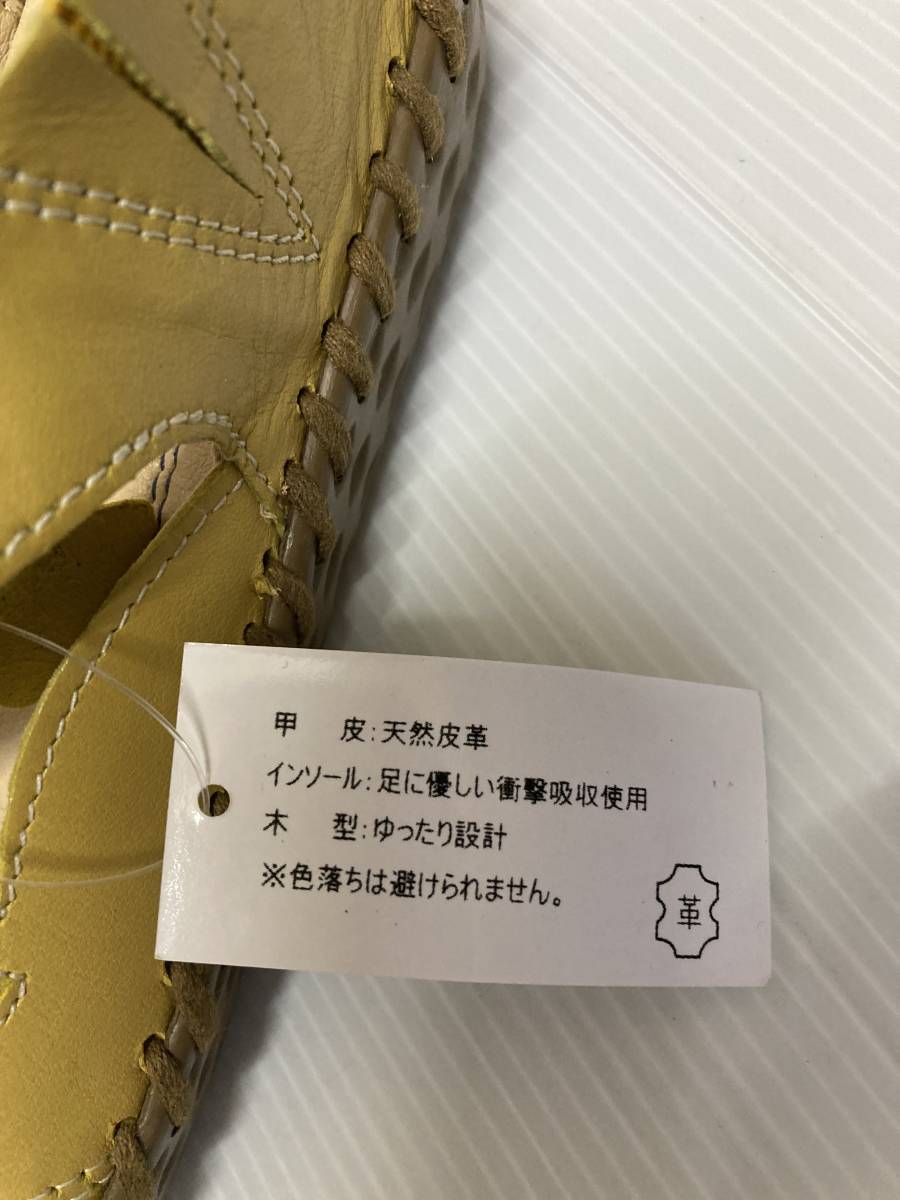 甲　皮:天然皮革
インソール:足に優しい衝撃吸収使用
木　型:ゆったり設計
※色落ちは避けられません。
革